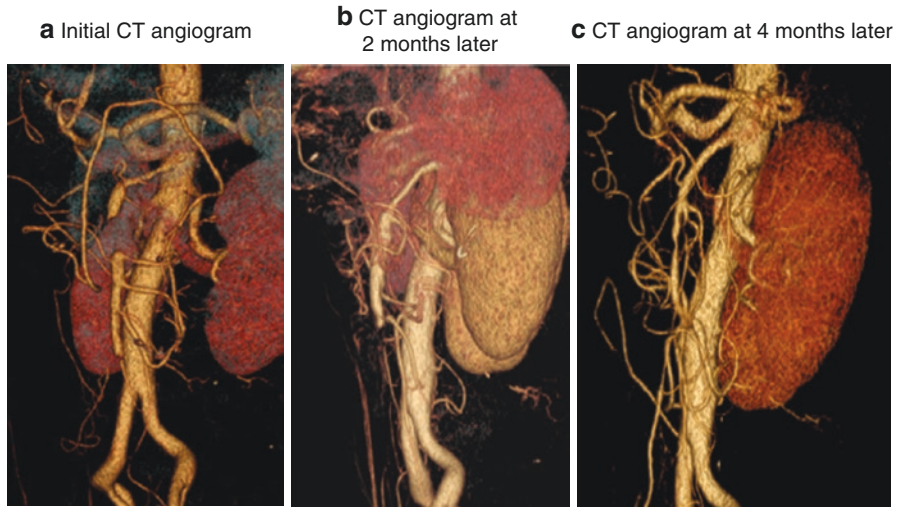 a Initial CT angiogram
b CT angiogram at
2 months later
c CT angiogram at 4 months later